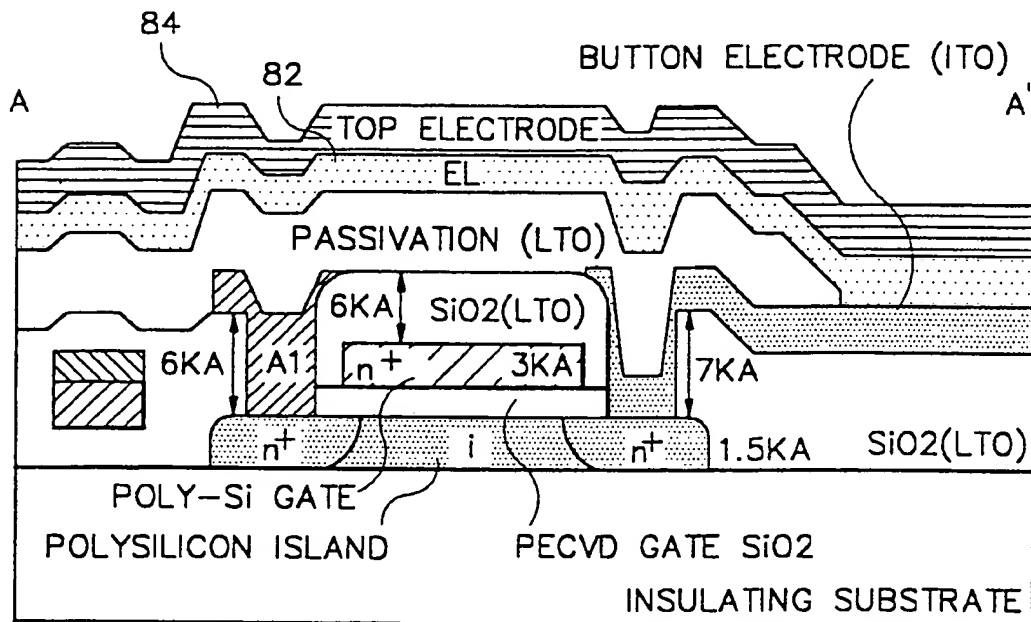 84
82
BUTTON ELECTRODE (ITO)
A
A'
TOP ELECTRODE
EL
PASSIVATION (LTO)
6KA
SiO2(LTO)
6KA
A1
n+
3KA
7KA
n+
i
n+
1.5KA
SiO2(LTO)
POLY-Si GATE
POLYSILICON ISLAND
PECVD GATE SiO2
INSULATING SUBSTRATE